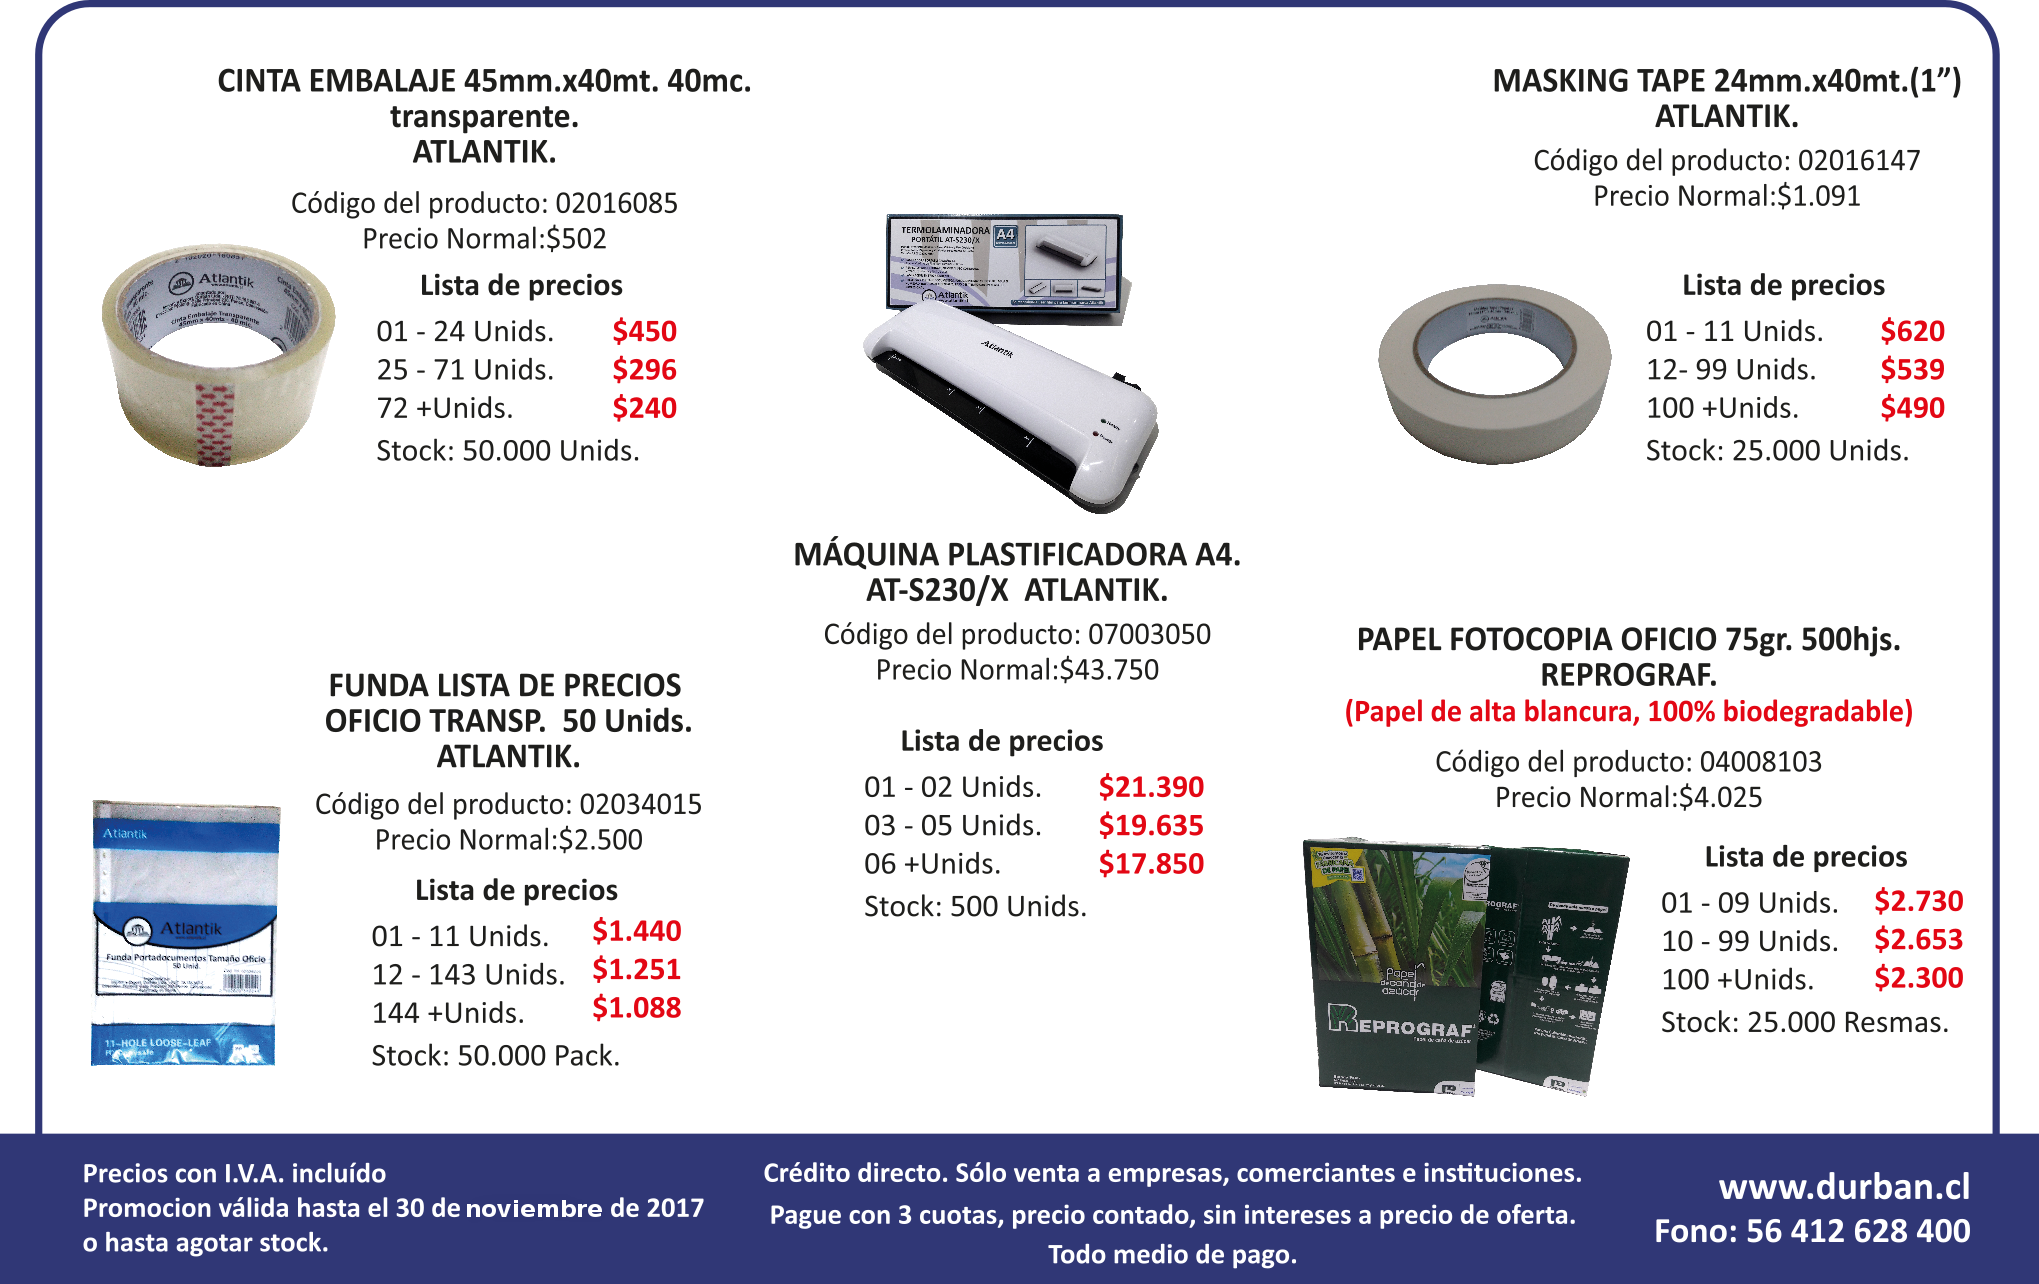 CINTA EMBALAJE 45mm.x40mt. 40mc.
transparente.
ATLANTIK.
Código del producto: 02016085
Precio Normal:$502
Atlantik
Cinta Embalaje Transparente
Lista de precios
01 - 24 Unids. $450
25 - 71 Unids. $296
72 +Unids. $240
Stock: 50.000 Unids.
TERMOLAMINADORA
PORTÁTIL AT-S230/X
A4
Atlantik
Atlantik
MÁQUINA PLASTIFICADORA A4.
AT-S230/X ATLANTIK.
Código del producto: 07003050
Precio Normal:$43.750
Lista de precios
01 - 02 Unids. $21.390
03 - 05 Unids. $19.635
06 +Unids. $17.850
Stock: 500 Unids.
MASKING TAPE 24mm.x40mt.(1”)
ATLANTIK.
Código del producto: 02016147
Precio Normal:$1.091
Lista de precios
01 - 11 Unids. $620
12- 99 Unids. $539
100 +Unids. $490
Stock: 25.000 Unids.
FUNDA LISTA DE PRECIOS
OFICIO TRANSP. 50 Unids.
ATLANTIK.
Código del producto: 02034015
Precio Normal:$2.500
Atlantik
Atlantik
Funda Portadocumentos Tamaño Oficio
50 Unid.
11-HOLE LOOSE-LEAF
Lista de precios
01 - 11 Unids. $1.440
12 - 143 Unids. $1.251
144 +Unids. $1.088
Stock: 50.000 Pack.
PAPEL FOTOCOPIA OFICIO 75gr. 500hjs.
REPROGRAF.
(Papel de alta blancura, 100% biodegradable)
Código del producto: 04008103
Precio Normal:$4.025
Papel
de caña de
azúcar
REPROGRAF
Lista de precios
01 - 09 Unids. $2.730
10 - 99 Unids. $2.653
100 +Unids. $2.300
Stock: 25.000 Resmas.
Precios con I.V.A. incluído
Promocion válida hasta el 30 de noviembre de 2017
o hasta agotar stock.
Crédito directo. Sólo venta a empresas, comerciantes e instituciones.
Pague con 3 cuotas, precio contado, sin intereses a precio de oferta.
Todo medio de pago.
www.durban.cl
Fono: 56 412 628 400